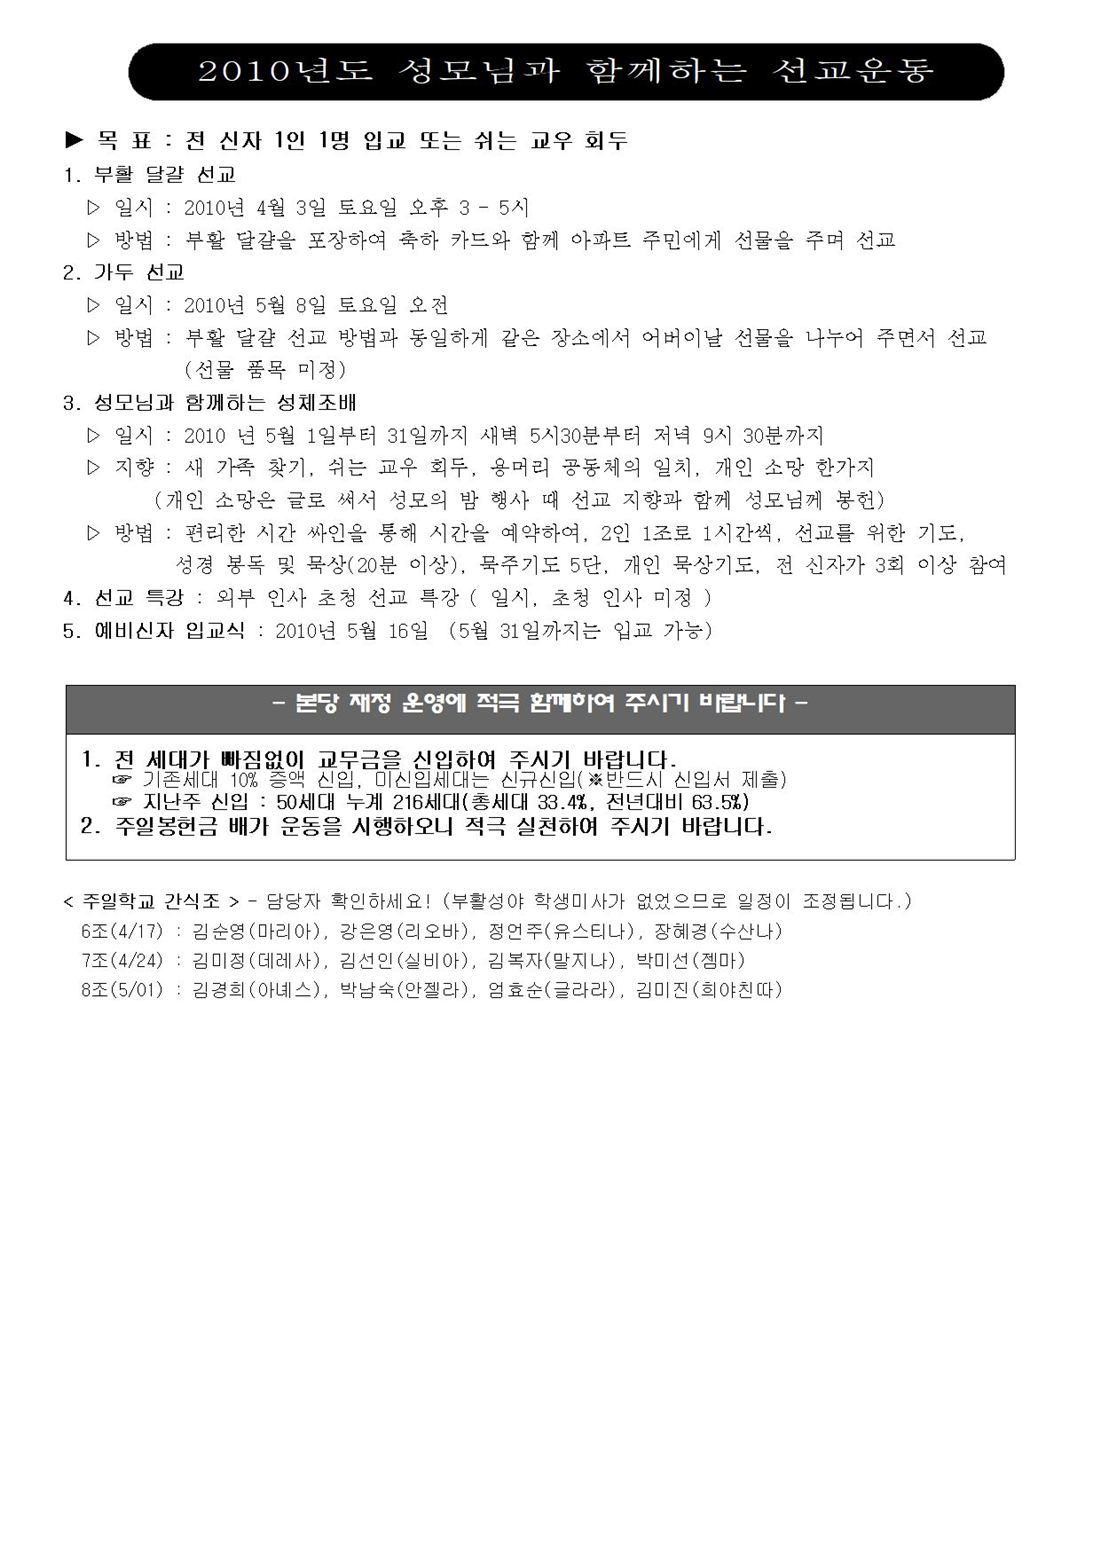 2010년도 성모님과 함께하는 선교운동
▶ 목 표 : 전 신자 1인 1명 입교 또는 쉬는 교우 회두
1. 부활 달걀 선교
▷ 일시 : 2010년 4월 3일 토요일 오후 3 - 5시
▷ 방법 : 부활 달걀을 포장하여 축하 카드와 함께 아파트 주민에게 선물을 주며 선교
2. 가두 선교
▷ 일시 : 2010년 5월 8일 토요일 오전
▷ 방법 : 부활 달걀 선교 방법과 동일하게 같은 장소에서 어버이날 선물을 나누어 주면서 선교
(선물 품목 미정)
3. 성모님과 함께하는 성체조배
▷ 일시 : 2010 년 5월 1일부터 31일까지 새벽 5시30분부터 저녁 9시 30분까지
▷ 지향 : 새 가족 찾기, 쉬는 교우 회두, 용머리 공동체의 일치, 개인 소망 한가지
(개인 소망은 글로 써서 성모의 밤 행사 때 선교 지향과 함께 성모님께 봉헌)
▷ 방법 : 편리한 시간 싸인을 통해 시간을 예약하여, 2인 1조로 1시간씩, 선교를 위한 기도,
성경 봉독 및 묵상(20분 이상), 묵주기도 5단, 개인 묵상기도, 전 신자가 3회 이상 참여
4. 선교 특강 : 외부 인사 초청 선교 특강 ( 일시, 초청 인사 미정 )
5. 예비신자 입교식 : 2010년 5월 16일 (5월 31일까지는 입교 가능)
- 본당 재정 운영에 적극 함께하여 주시기 바랍니다 -
1. 전 세대가 빠짐없이 교무금을 신입하여 주시기 바랍니다.
☞ 기존세대 10% 증액 신입, 미신입세대는 신규신입(※반드시 신입서 제출)
☞ 지난주 신입 : 50세대 누계 216세대(총세대 33.4%, 전년대비 63.5%)
2. 주일봉헌금 배가 운동을 시행하오니 적극 실천하여 주시기 바랍니다.
< 주일학교 간식조 > - 담당자 확인하세요! (부활성야 학생미사가 없었으므로 일정이 조정됩니다.)
6조(4/17) : 김순영(마리아), 강은영(리오바), 정언주(유스티나), 장혜경(수산나)
7조(4/24) : 김미정(데레사), 김선인(실비아), 김복자(말지나), 박미선(젬마)
8조(5/01) : 김경희(아녜스), 박남숙(안젤라), 엄효순(글라라), 김미진(희야친따)